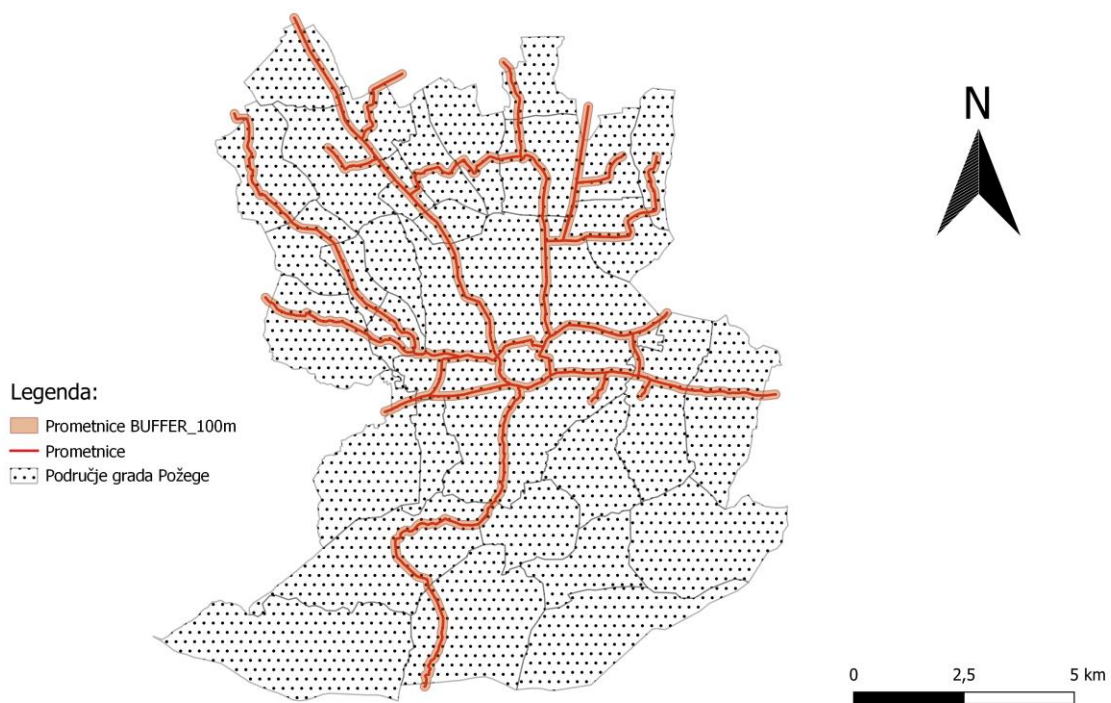 N
Legenda:
Prometnice BUFFER_100m
Prometnice
Područje grada Požege
0 2,5 5 km